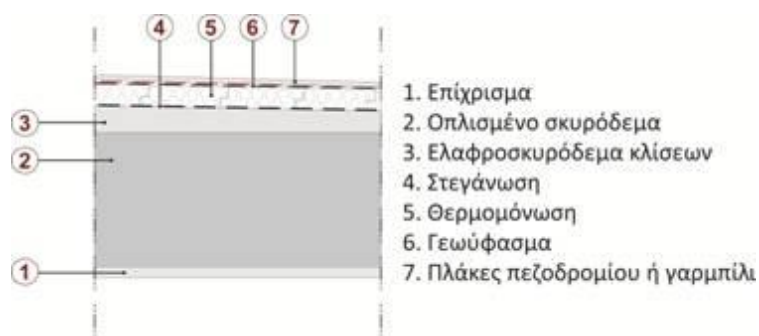 4 5 6 7
3
2
1
1. Επίχρισμα
2. Οπλισμένο σκυρόδεμα
3. Ελαφροσκυρόδεμα κλίσεων
4. Στεγάνωση
5. Θερμομόνωση
6. Γεωύφασμα
7. Πλάκες πεζοδρομίου ή γαρμπίλι